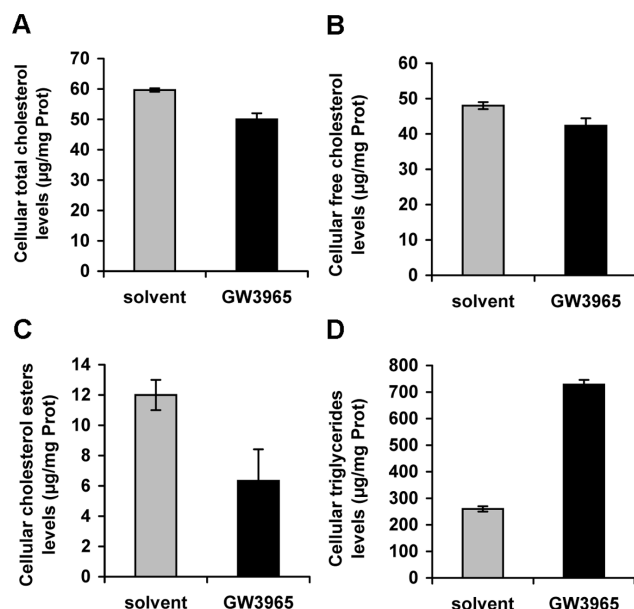 A
Cellular total cholesterol
levels (µg/mg Prot)
70
60
50
40
30
20
10
0
solvent GW3965
B
Cellular free cholesterol
levels (µg/mg Prot)
60
50
40
30
20
10
0
solvent GW3965
C
Cellular cholesterol esters
levels (µg/mg Prot)
14
12
10
8
6
4
2
0
solvent GW3965
D
Cellular triglycerides
levels (µg/mg Prot)
800
700
600
500
400
300
200
100
0
solvent GW3965